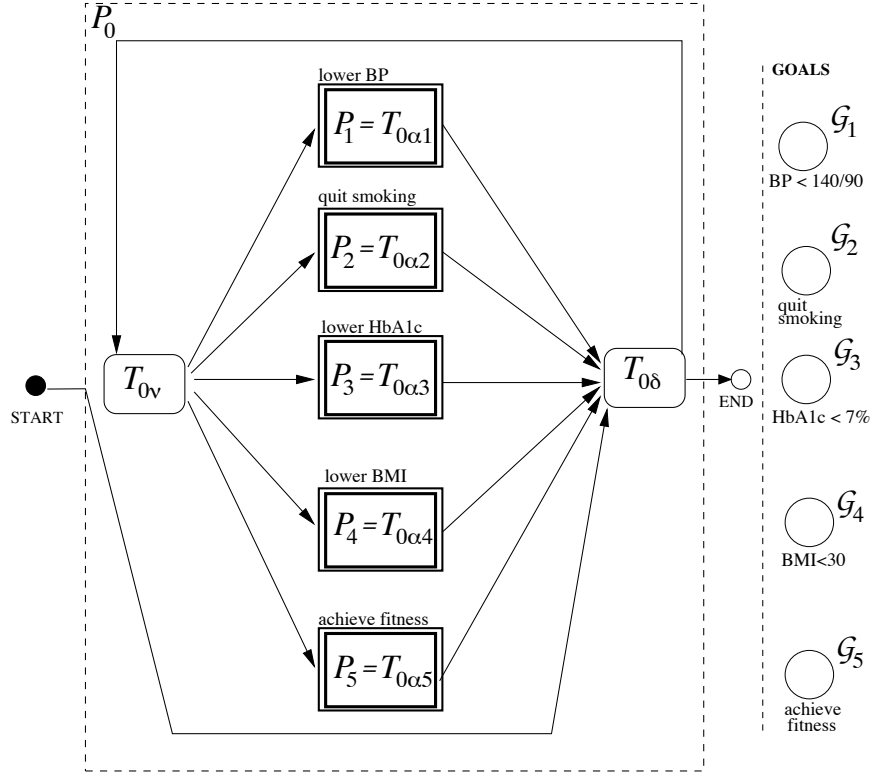 P0
GOALS
lower BP
P1 = T0α1
G1
BP < 140/90
quit smoking
P2 = T0α2
G2
quit
smoking
lower HbA1c
P3 = T0α3
G3
HbA1c < 7%
T0ν
T0δ
START
END
lower BMI
P4 = T0α4
G4
BMI<30
achieve fitness
P5 = T0α5
G5
achieve
fitness